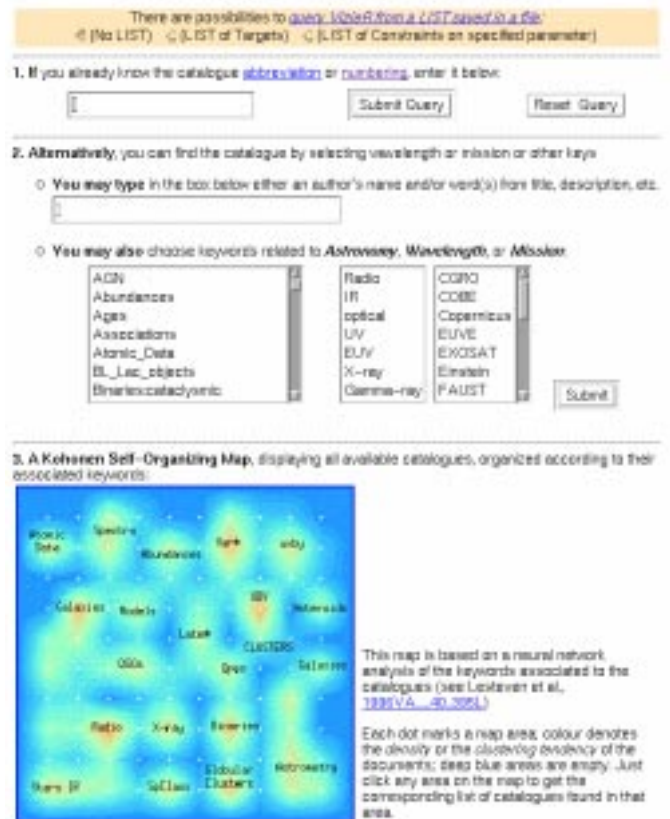 There are possibilities to query VizieR from a LIST saved in a file:
(No LIST) (LIST of Targets) (LIST of Constraints on specified parameter)
1. If you already know the catalogue abbreviation or numbering, enter it below:
Submit Query Reset Query
2. Alternatively, you can find the catalogue by selecting wavelength or mission or other keys
You may type in the box below either an author's name and/or word(s) from title, description, etc.
You may also choose keywords related to Astronomy, Wavelength, or Mission.
AGN Radio CGRO
Abundances IR COBE
Ages optical Copernicus
Associations UV EUVE
Atomic_Data EUV EXOSAT
BL_Lac_objects X-ray Einstein
Binaries:cataclysmic Gamma-ray FAUST
Submit
3. A Kohonen Self-Organizing Map, displaying all available catalogues, organized according to their
associated keywords:
Atomic
Data
Spectra
Abundances
uvby
Galaxies Models Asteroids
Late*
CLUSTERS
QSOs Open Galaxies
Radio X-ray Binaries
Astrometry
Stars IR SpClass Globular
Clusters
This map is based on a neural network
analysis of the keywords associated to the
catalogues (see Lesteven et al.,
1996VA....40..395L)
Each dot marks a map area; colour denotes
the density or the clustering tendency of the
documents; deep blue areas are empty. Just
click any area on the map to get the
corresponding list of catalogues found in that
area.